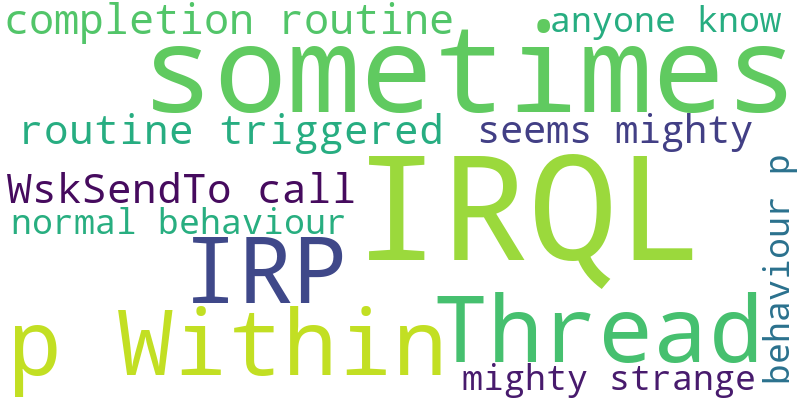 completion routine
anyone know
sometimes
routine triggered
seems mighty
WskSendTo call
IRQL
normal behaviour
IRP
behaviour p
p Within
Thread
mighty strange